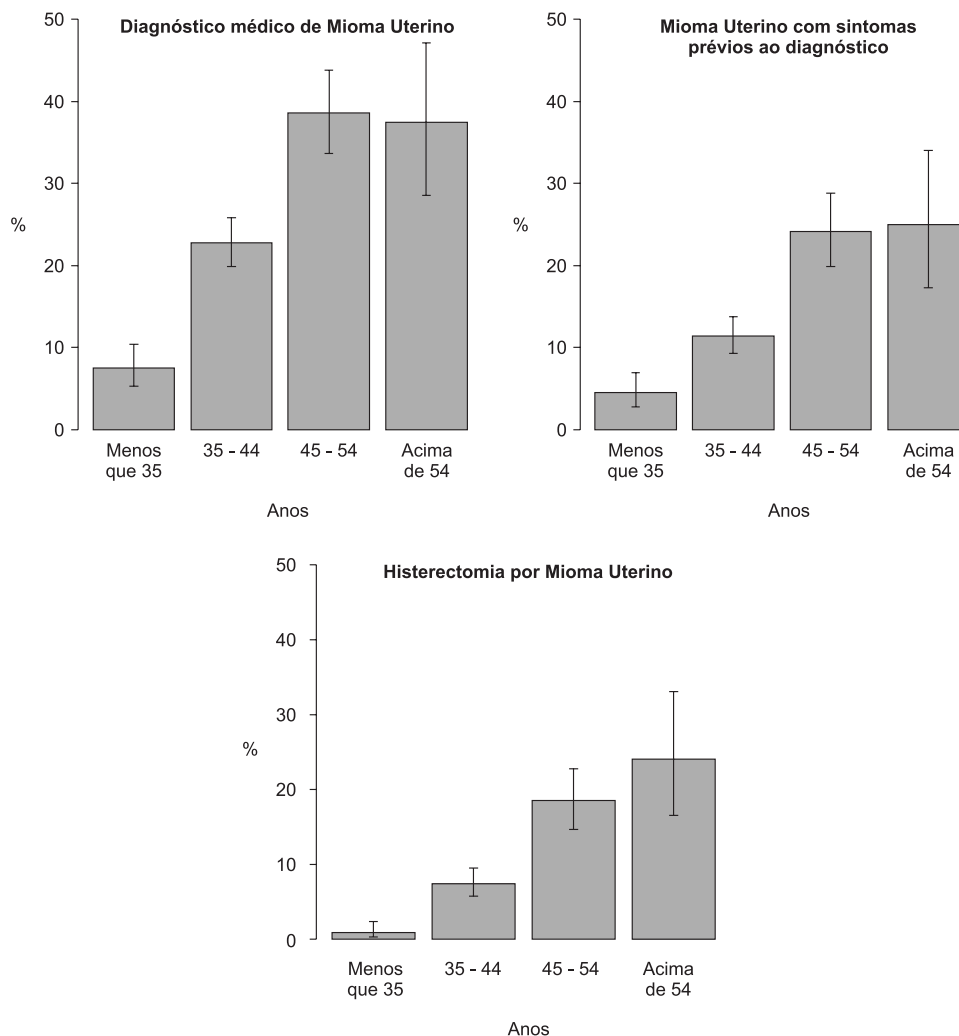 Diagnóstico médico de Mioma Uterino
50
40
30
%
20
10
0
Menos que 35
35 - 44
45 - 54
Acima de 54
Anos
Mioma Uterino com sintomas
prévios ao diagnóstico
50
40
30
%
20
10
0
Menos que 35
35 - 44
45 - 54
Acima de 54
Anos
Histerectomia por Mioma Uterino
50
40
30
%
20
10
0
Menos que 35
35 - 44
45 - 54
Acima de 54
Anos